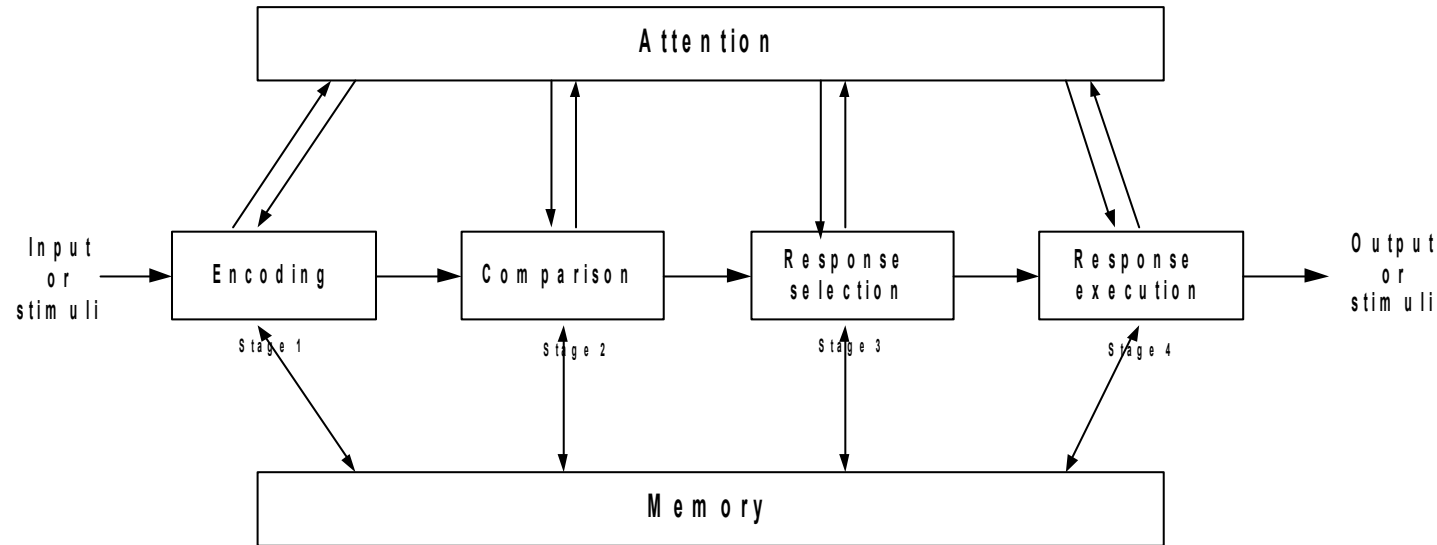 Attention
Input
or
stimuli
Encoding
Comparison
Response
selection
Response
execution
Output
or
stimuli
Stage 1
Stage 2
Stage 3
Stage 4
Memory